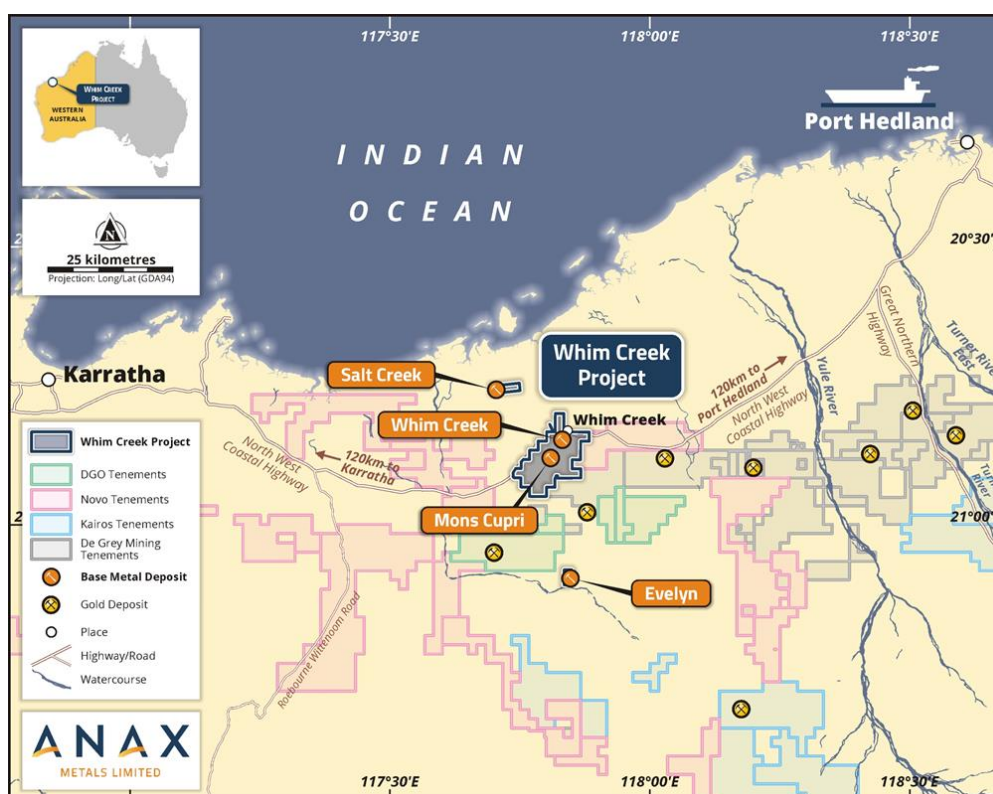 117°30'E
118°00'E
118°30'E
WHIM CREEK
PROJECT
WESTERN
AUSTRALIA
Port Hedland
INDIAN
OCEAN
N
25 kilometres
Projection: Long/Lat (GDA94)
20°30'
Great Northern
Highway
Turner River
East
Karratha
Salt Creek
Whim Creek
Project
120km to
Port Hedland
North West
Coastal Highway
Yule River
Whim Creek
Whim Creek
North West
Coastal Highway
120km to
Karratha
Mons Cupri
21°00'
River
Evelyn
Roebourne Wittenoom Road
Whim Creek Project
DGO Tenements
Novo Tenements
Kairos Tenements
De Grey Mining
Tenements
Base Metal Deposit
Gold Deposit
Place
Highway/Road
Watercourse
ANAX
METALS LIMITED
117°30'E
118°00'E
118°30'E